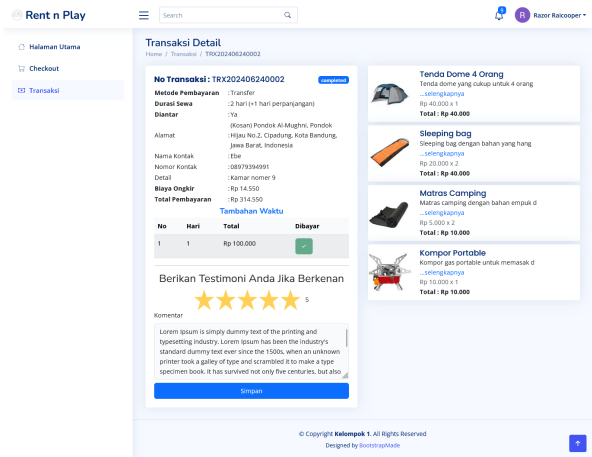 Rent n Play
Search
5
R
Razor Raicooper
Halaman Utama
Checkout
Transaksi
Transaksi Detail
Home / Transaksi / TRX202406240002
No Transaksi : TRX202406240002
completed
Metode Pembayaran : Transfer
Durasi Sewa : 2 hari (+1 hari perpanjangan)
Diantar : Ya
Alamat : (Kosan) Pondok Al-Mughni, Pondok
Hijau No.2, Cipadung, Kota Bandung,
Jawa Barat, Indonesia
Nama Kontak : Ebe
Nomor Kontak : 08979394991
Detail : Kamar nomer 9
Biaya Ongkir : Rp 14.550
Total Pembayaran : Rp 314.550
Tambahan Waktu
No Hari Total Dibayar
1 1 Rp 100.000
Berikan Testimoni Anda Jika Berkenan
5
Komentar
Lorem Ipsum is simply dummy text of the printing and
typesetting industry. Lorem Ipsum has been the industry's
standard dummy text ever since the 1500s, when an unknown
printer took a galley of type and scrambled it to make a type
specimen book. It has survived not only five centuries, but also
Simpan
Tenda Dome 4 Orang
Tenda dome yang cukup untuk 4 orang
...selengkapnya
Rp 40.000 x 1
Total : Rp 40.000
Sleeping bag
Sleeping bag dengan bahan yang hang
...selengkapnya
Rp 20.000 x 2
Total : Rp 40.000
Matras Camping
Matras camping dengan bahan empuk d
...selengkapnya
Rp 5.000 x 2
Total : Rp 10.000
Kompor Portable
Kompor gas portable untuk memasak d
...selengkapnya
Rp 10.000 x 1
Total : Rp 10.000
© Copyright Kelompok 1. All Rights Reserved
Designed by BootstrapMade